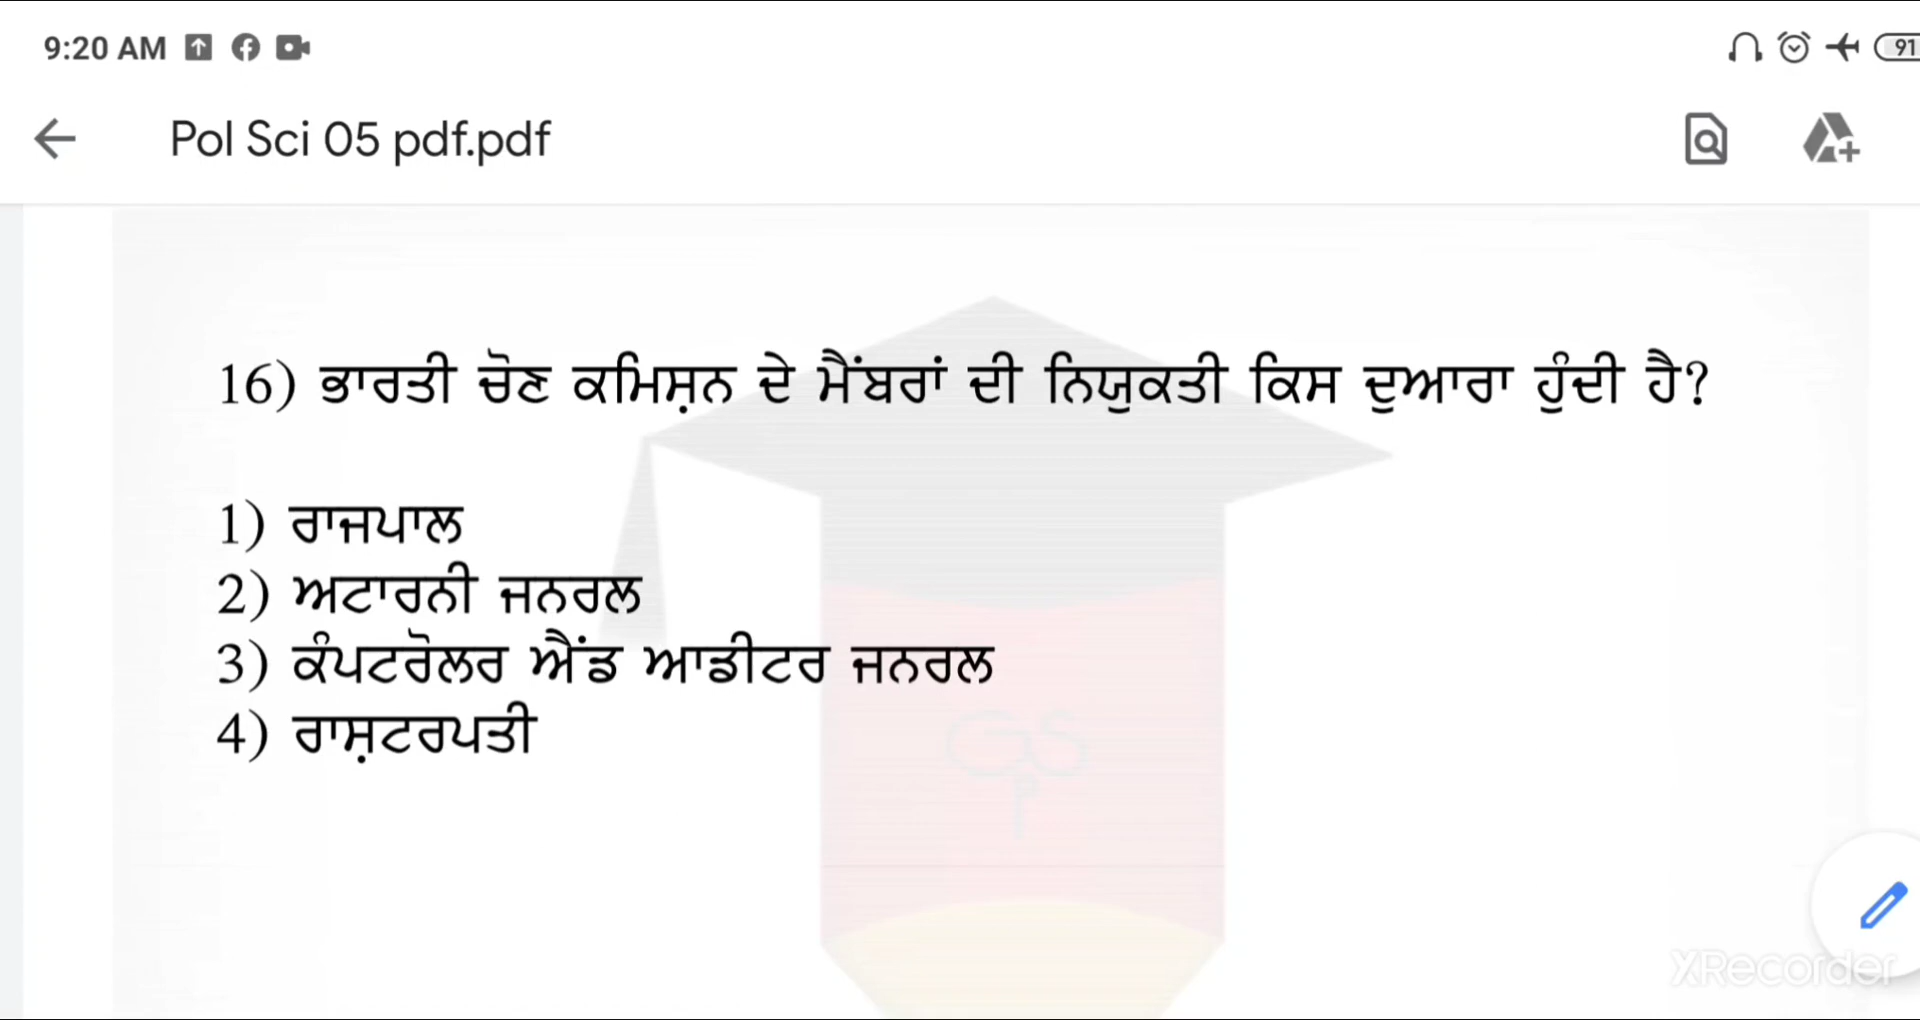 9:20 AM 91
Pol Sci 05 pdf.pdf
16) ਭਾਰਤੀ ਚੋਣ ਕਮਿਸ਼ਨ ਦੇ ਮੈਂਬਰਾਂ ਦੀ ਨਿਯੁਕਤੀ ਕਿਸ ਦੁਆਰਾ ਹੁੰਦੀ ਹੈ?
1) ਰਾਜਪਾਲ
2) ਅਟਾਰਨੀ ਜਨਰਲ
3) ਕੰਪਟਰੋਲਰ ਐਂਡ ਆਡੀਟਰ ਜਨਰਲ
4) ਰਾਸ਼ਟਰਪਤੀ
XRecorder